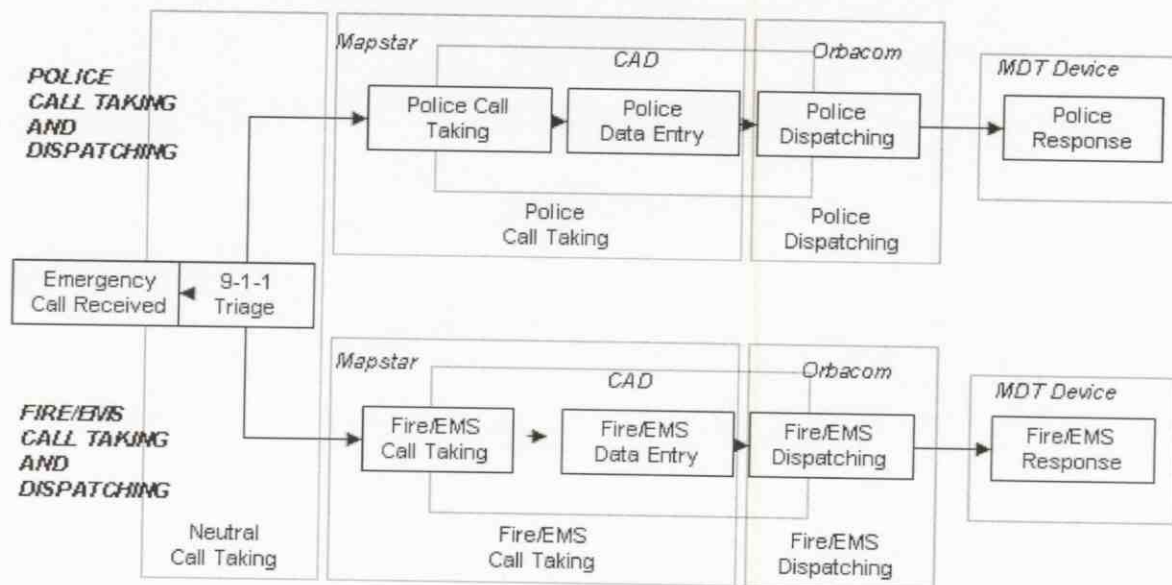 Mapstar
CAD
Orbacom
MDT Device
POLICE
CALL TAKING
AND
DISPATCHING
Police Call
Taking
Police
Data Entry
Police
Dispatching
Police
Response
Police
Call Taking
Police
Dispatching
Emergency
Call Received
9-1-1
Triage
Mapstar
CAD
Orbacom
MDT Device
FIRE/EMS
CALL TAKING
AND
DISPATCHING
Fire/EMS
Call Taking
Fire/EMS
Data Entry
Fire/EMS
Dispatching
Fire/EMS
Response
Neutral
Call Taking
Fire/EMS
Call Taking
Fire/EMS
Dispatching